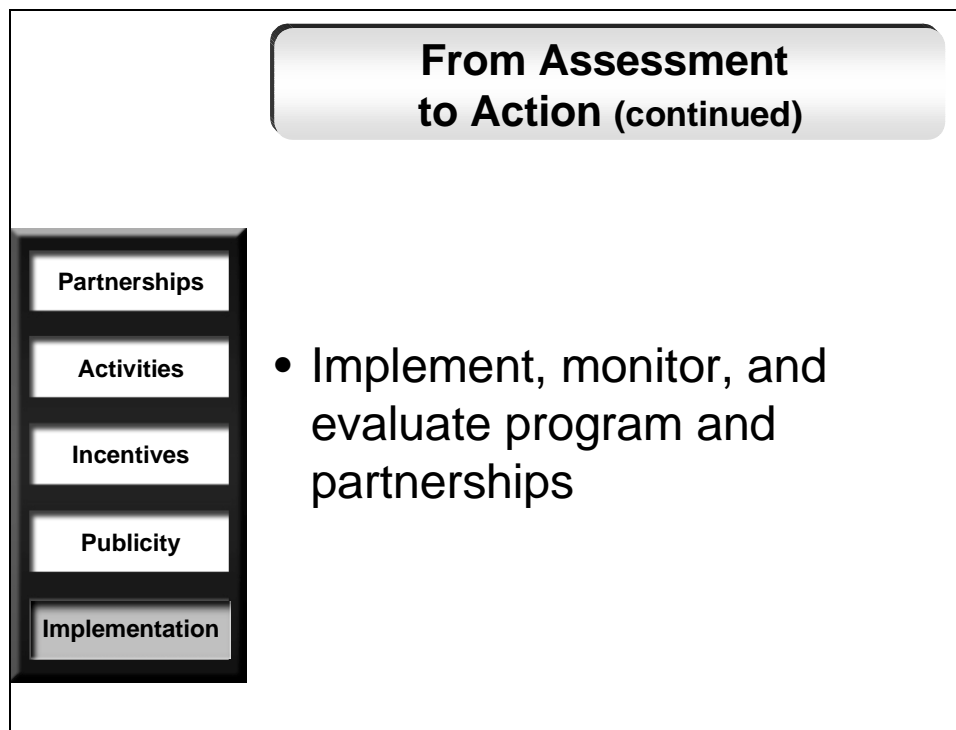 From Assessment
to Action (continued)
Partnerships
Activities
Incentives
Publicity
Implementation
• Implement, monitor, and
evaluate program and
partnerships